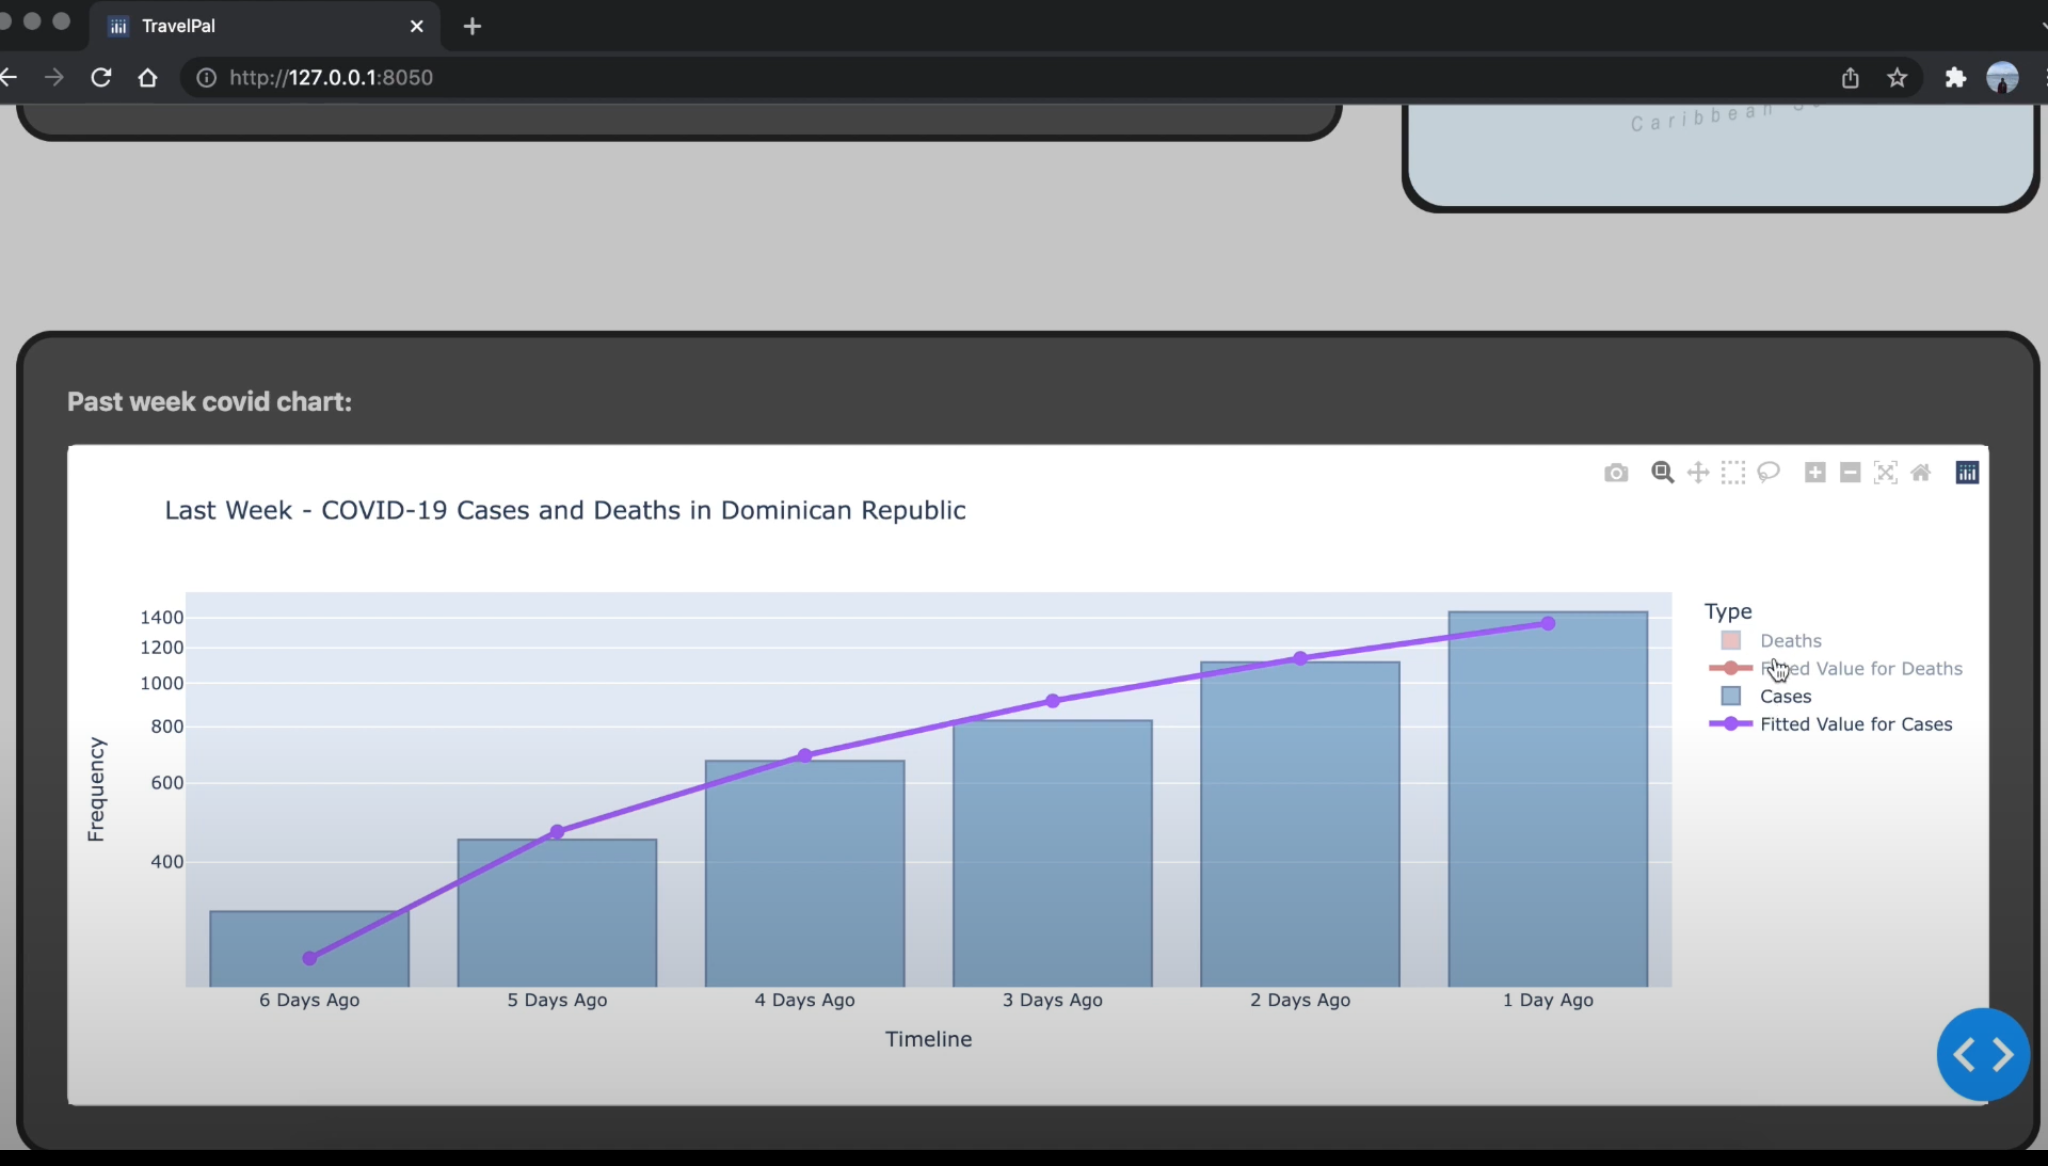 TravelPal
http://127.0.0.1:8050
Caribbean
Past week covid chart:
Last Week - COVID-19 Cases and Deaths in Dominican Republic
1400
1200
1000
800
600
400
Frequency
6 Days Ago
5 Days Ago
4 Days Ago
3 Days Ago
2 Days Ago
1 Day Ago
Timeline
Type
Deaths
Fitted Value for Deaths
Cases
Fitted Value for Cases